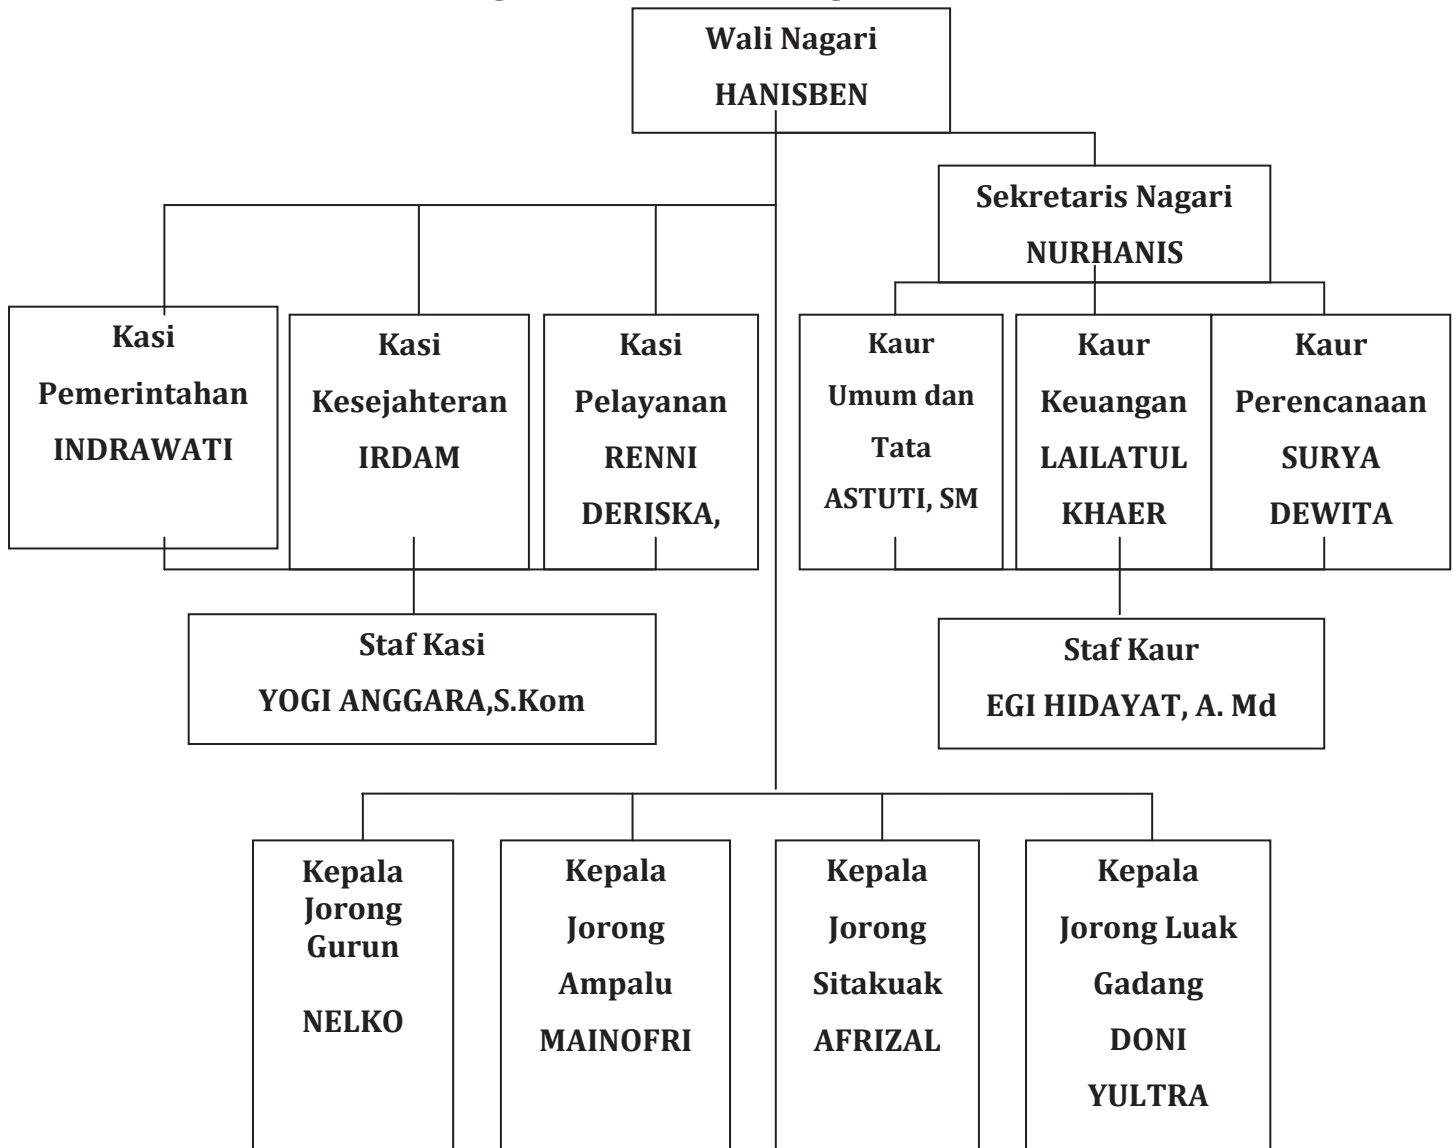 Wali Nagari
HANISBEN
Sekretaris Nagari
NURHANIS
Kasi
Pemerintahan
INDRAWATI
Kasi
Kesejahteran
IRDAM
Kasi
Pelayanan
RENNI
DERISKA,
Kaur
Umum dan
Tata
ASTUTI, SM
Kaur
Keuangan
LAILATUL
KHAER
Kaur
Perencanaan
SURYA
DEWITA
Staf Kasi
YOGI ANGGARA,S.Kom
Staf Kaur
EGI HIDAYAT, A. Md
Kepala
Jorong
Gurun
NELKO
Kepala
Jorong
Ampalu
MAINOFRI
Kepala
Jorong
Sitakuak
AFRIZAL
Kepala
Jorong Luak
Gadang
DONI
YULTRA